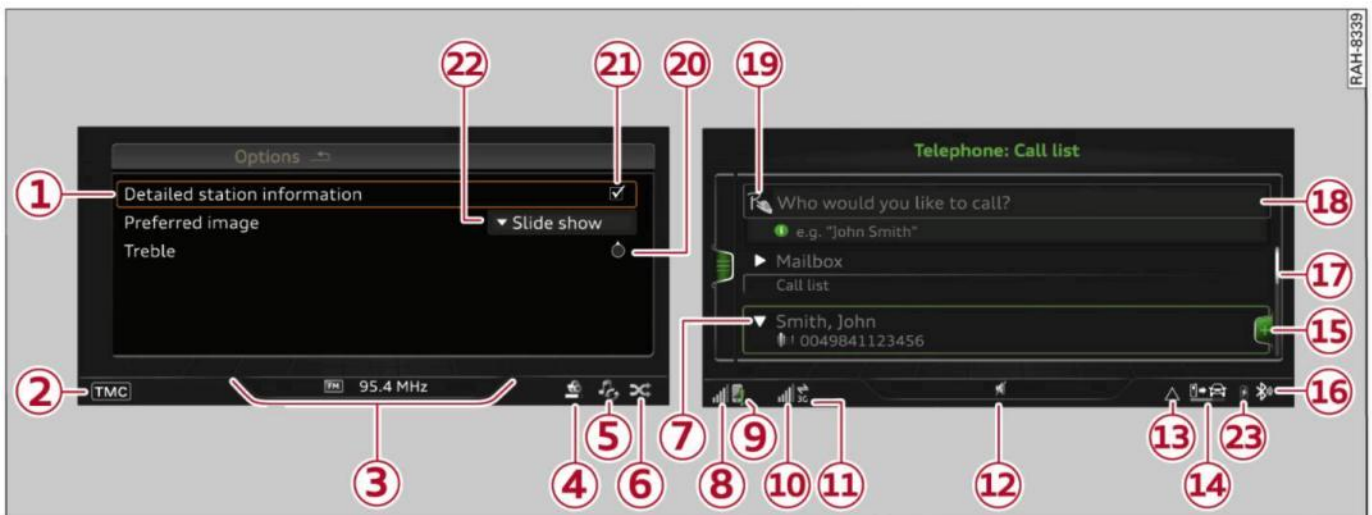 RAH-8339
22
21
20
19
Options
Telephone: Call list
1
Detailed station information
Who would you like to call?
18
Preferred image
Slide show
e.g. "John Smith"
Treble
Mailbox
17
Call list
7
Smith, John
15
0049841123456
2
TMC
FM 95.4 MHz
3G
16
3
4
5
6
8
9
10
11
12
13
14
23